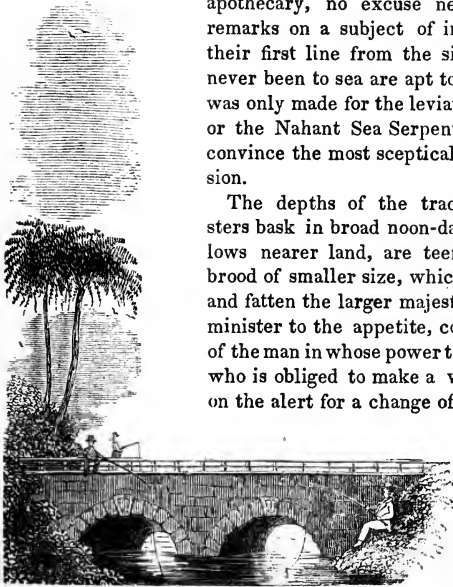 apothecary, no excuse ne
remarks on a subject of in
their first line from the si
never been to sea are apt to
was only made for the levia
or the Nahant Sea Serpent
convince the most sceptical
sion.
The depths of the trac
sters bask in broad noon-da
lows nearer land, are teer
brood of smaller size, whic
and fatten the larger majest
minister to the appetite, co
of the man in whose power t
who is obliged to make a v
on the alert for a change of